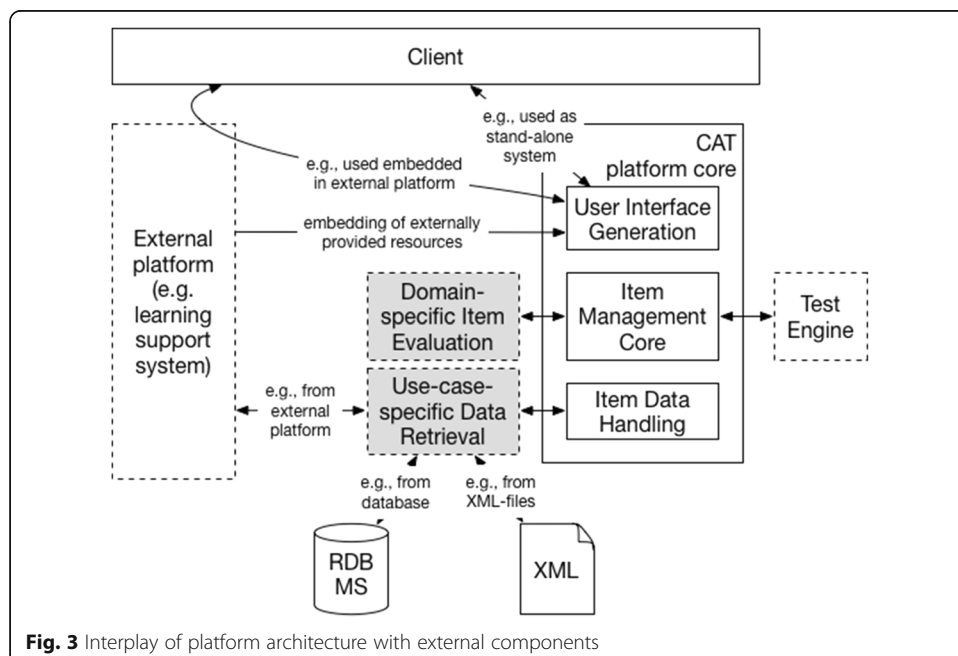 Client
e.g., used as
stand-alone
system
CAT
platform core
e.g., used embedded
in external platform
User Interface
Generation
embedding of externally
provided resources
External
platform
(e.g.
learning
support
system)
Domain-
specific Item
Evaluation
Item
Management
Core
Test
Engine
e.g., from
external
platform
Use-case-
specific Data
Retrieval
Item Data
Handling
e.g., from
database
e.g., from
XML-files
RDB
MS
XML
Fig. 3 Interplay of platform architecture with external components